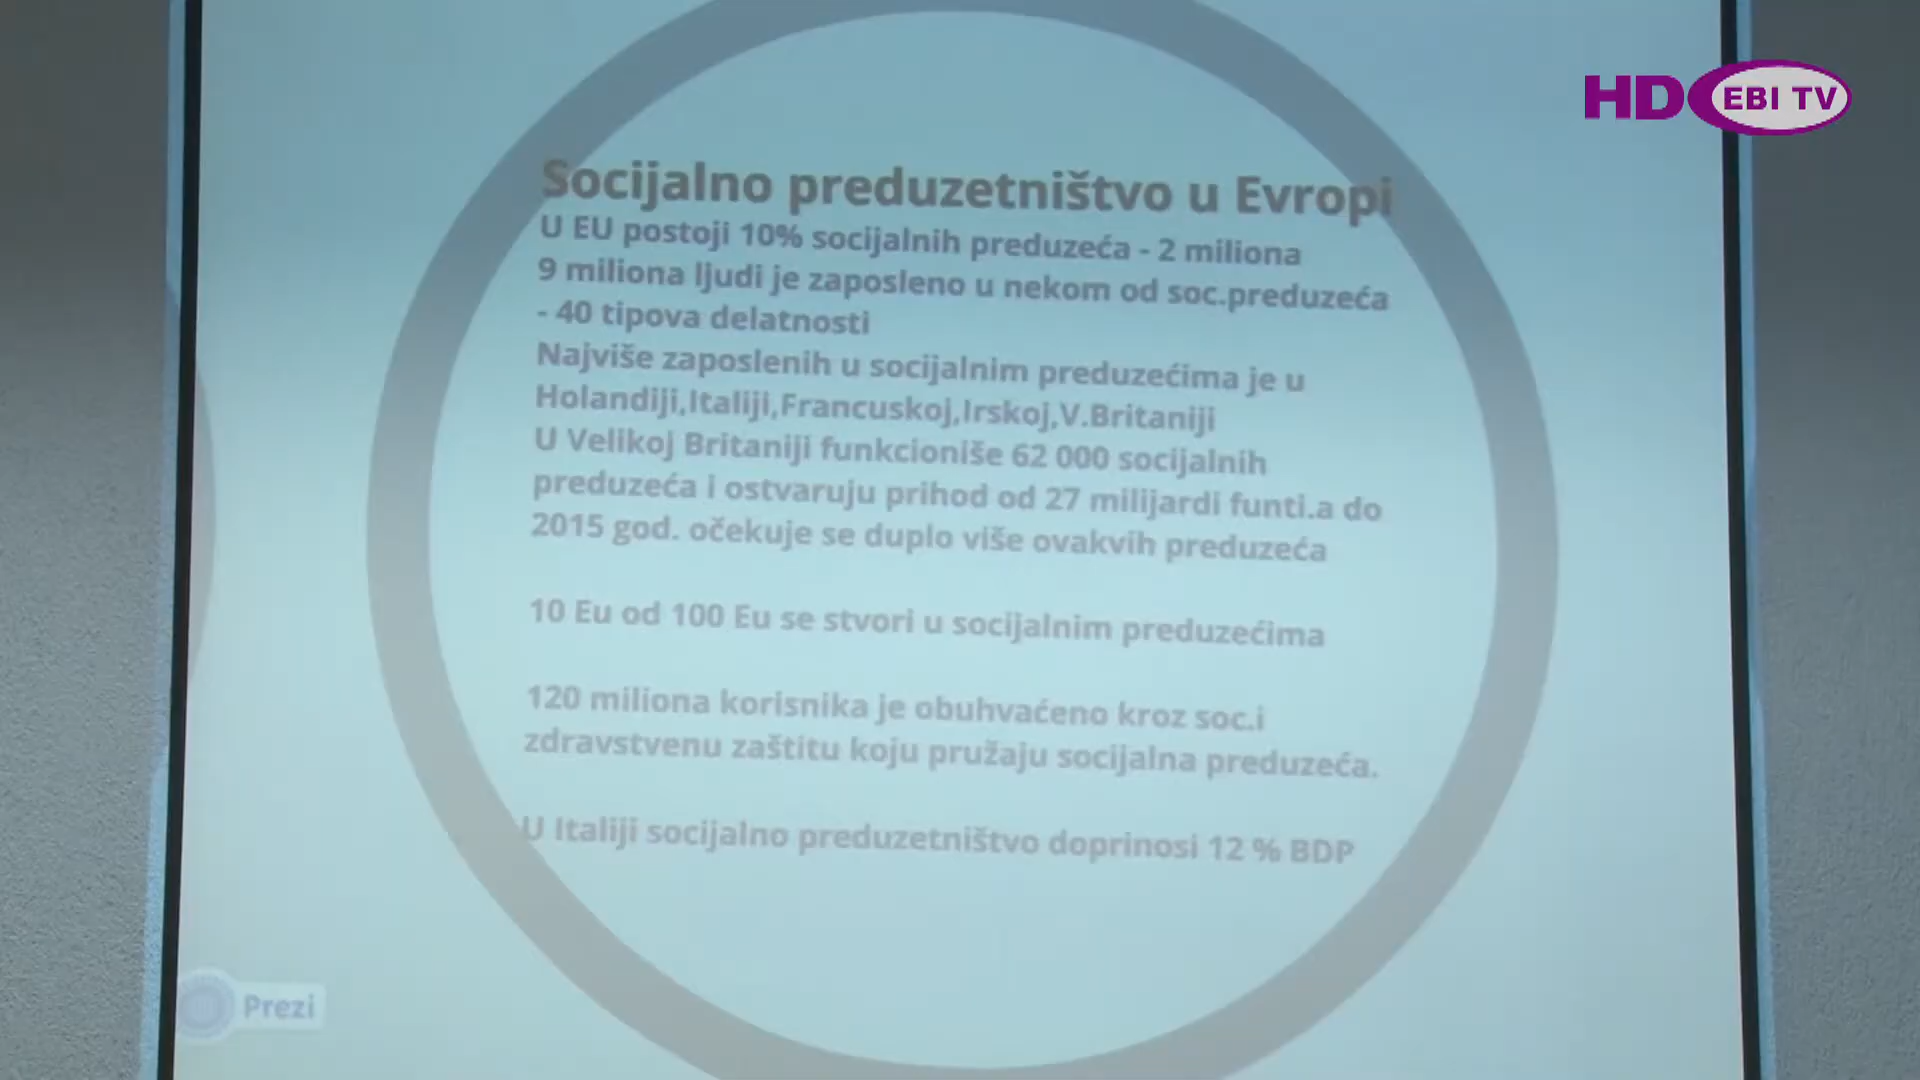 HD EBI TV
Socijalno preduzetništvo u Evropi
U EU postoji 10% socijalnih preduzeća - 2 miliona
9 miliona ljudi je zaposleno u nekom od soc.preduzeća
- 40 tipova delatnosti
Najviše zaposlenih u socijalnim preduzećima je u
Holandiji,Italiji,Francuskoj,Irskoj,V.Britaniji
U Velikoj Britaniji funkcioniše 62 000 socijalnih
preduzeća i ostvaruju prihod od 27 milijardi funti.a do
2015 god. očekuje se duplo više ovakvih preduzeća
10 Eu od 100 Eu se stvori u socijalnim preduzećima
120 miliona korisnika je obuhvaćeno kroz soc.i
zdravstvenu zaštitu koju pružaju socijalna preduzeća.
U Italiji socijalno preduzetništvo doprinosi 12 % BDP
Prezi